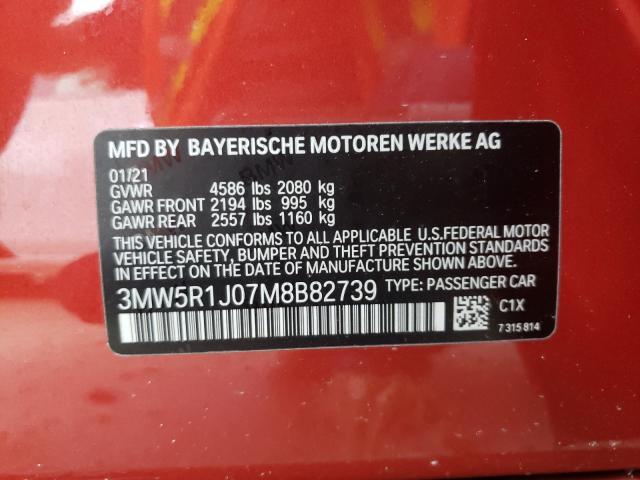 MFD BY BAYERISCHE MOTOREN WERKE AG
01/21
GVWR 4586 lbs 2080 kg
GAWR FRONT 2194 lbs 995 kg
GAWR REAR 2557 lbs 1160 kg
THIS VEHICLE CONFORMS TO ALL APPLICABLE U.S.FEDERAL MOTOR
VEHICLE SAFETY, BUMPER, AND THEFT PREVENTION STANDARDS
IN EFFECT ON THE DATE OF MANUFACTURE SHOWN ABOVE.
3MW5R1J07M8B82739 TYPE: PASSENGER CAR
C1X
7 315 814